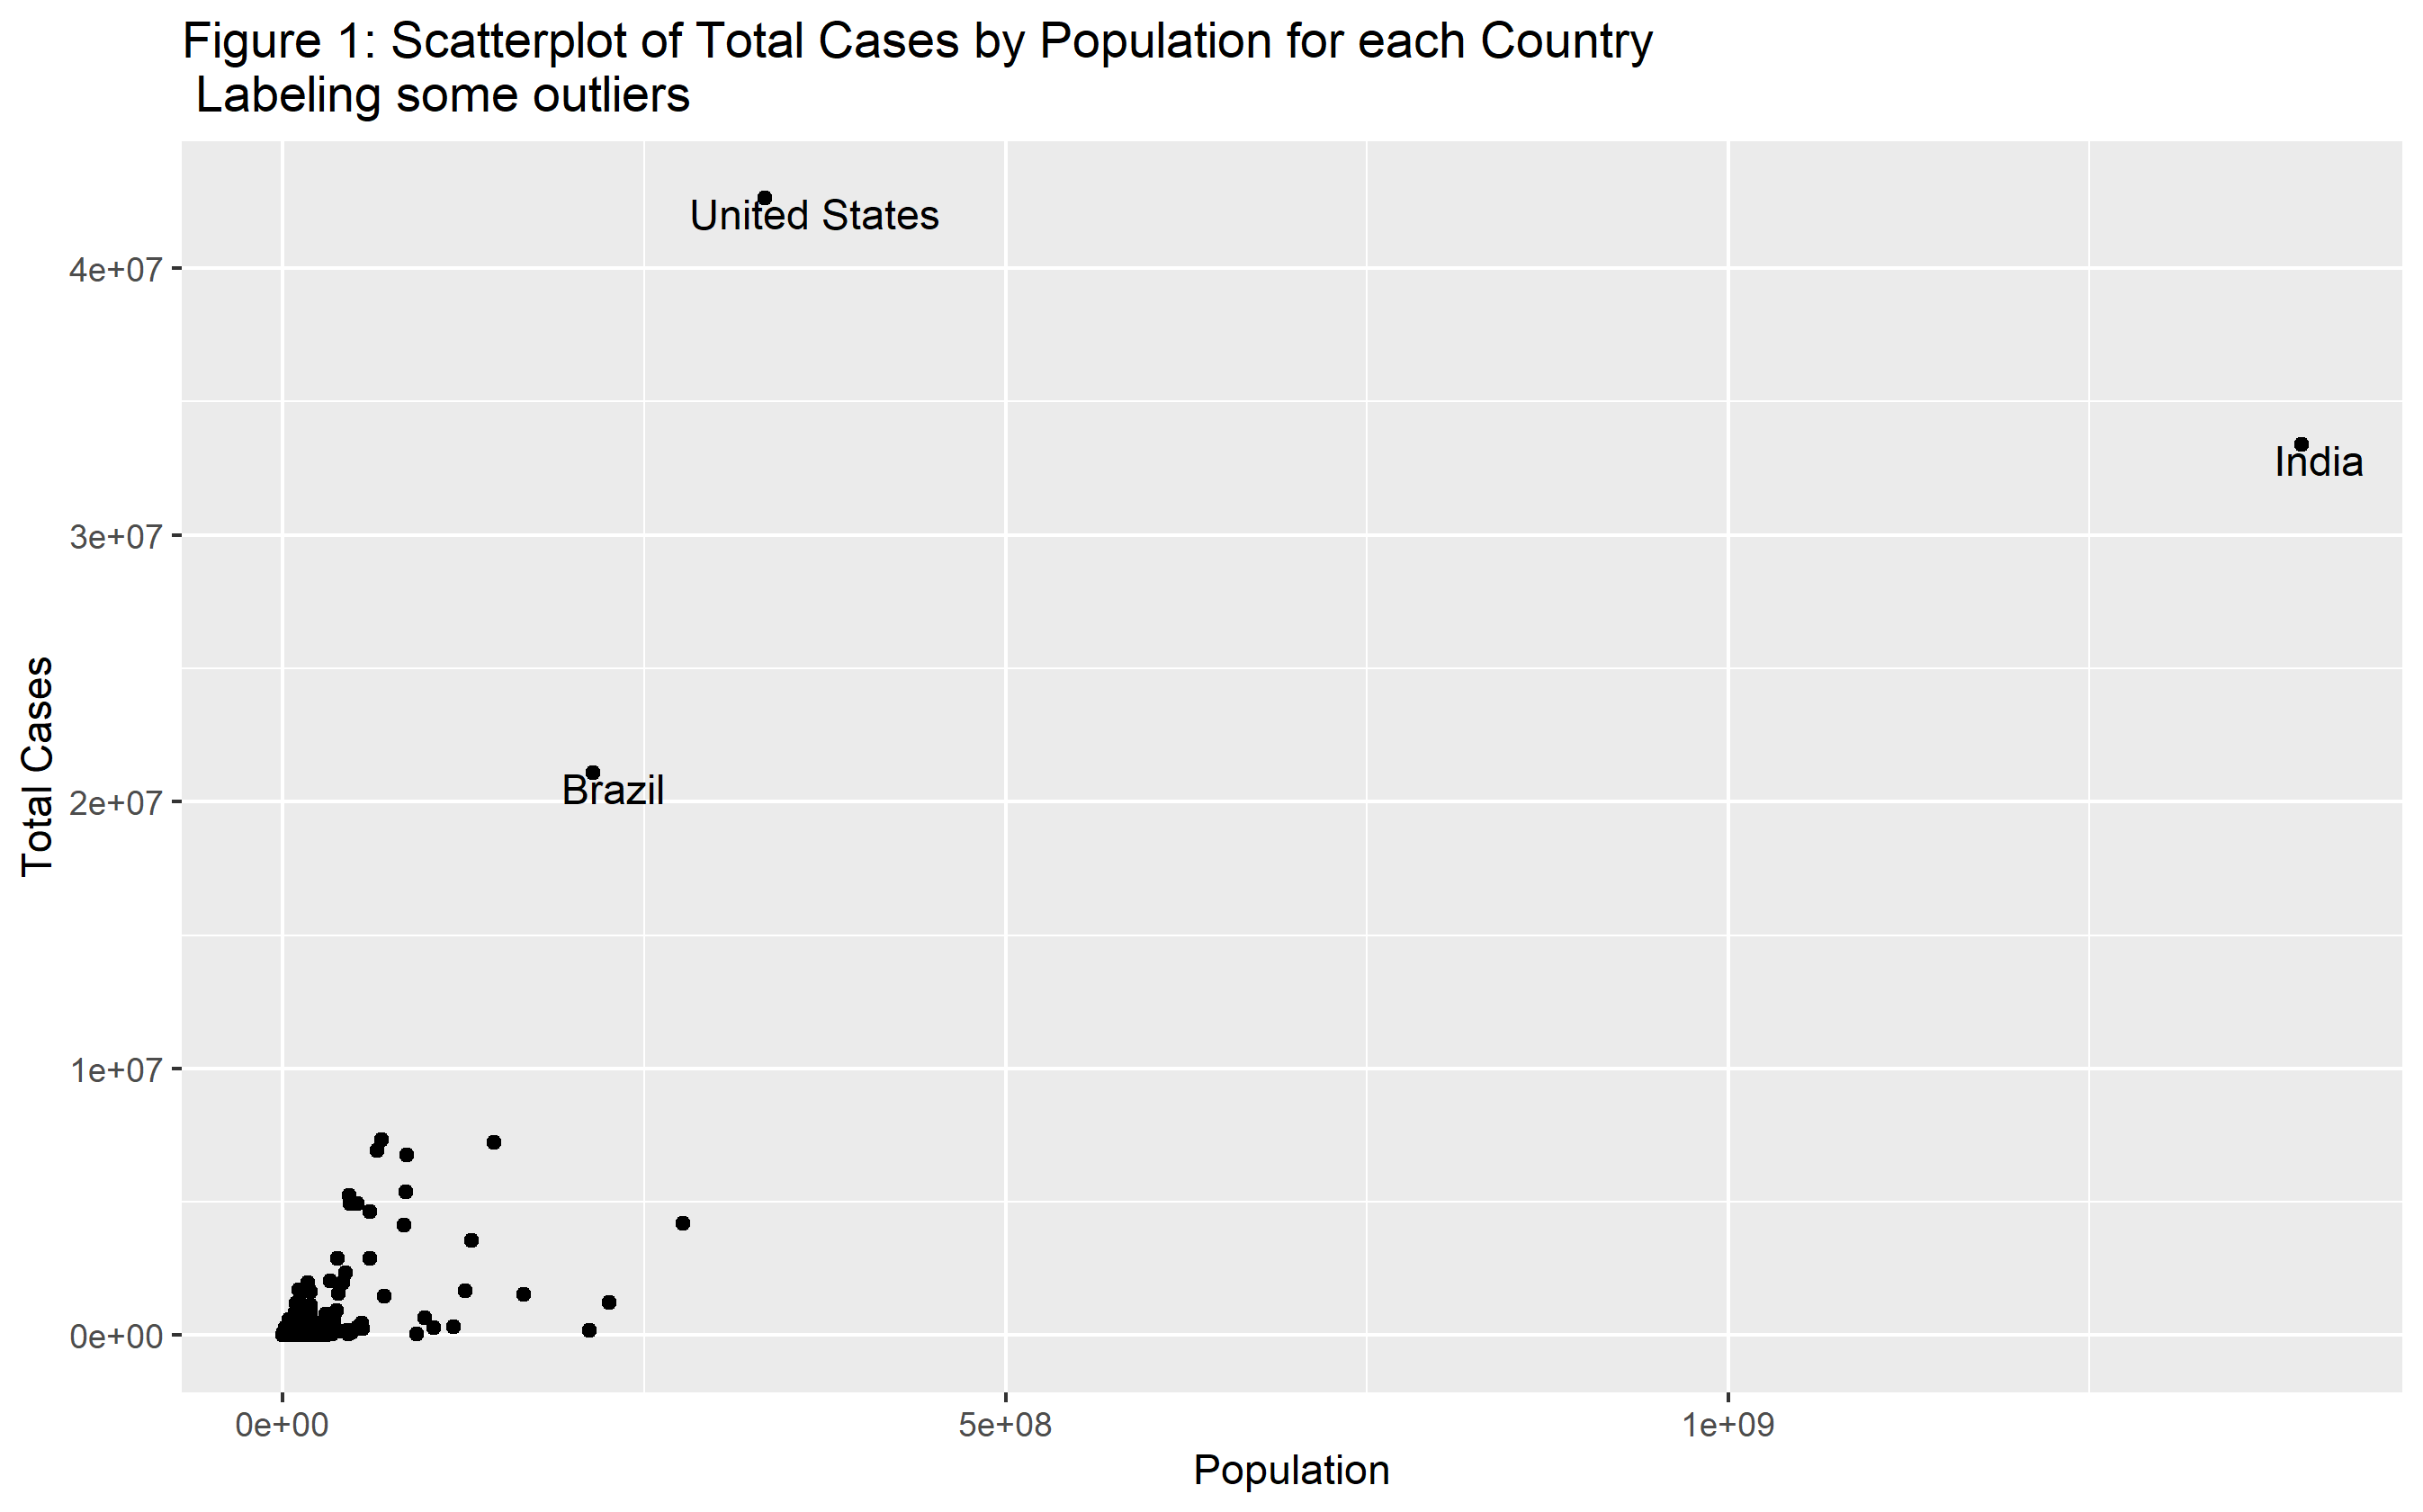 Figure 1: Scatterplot of Total Cases by Population for each Country
Labeling some outliers
United States
4e+07
India
3e+07
Brazil
2e+07
Total Cases
1e+07
0e+00
0e+00 5e+08 1e+09
Population